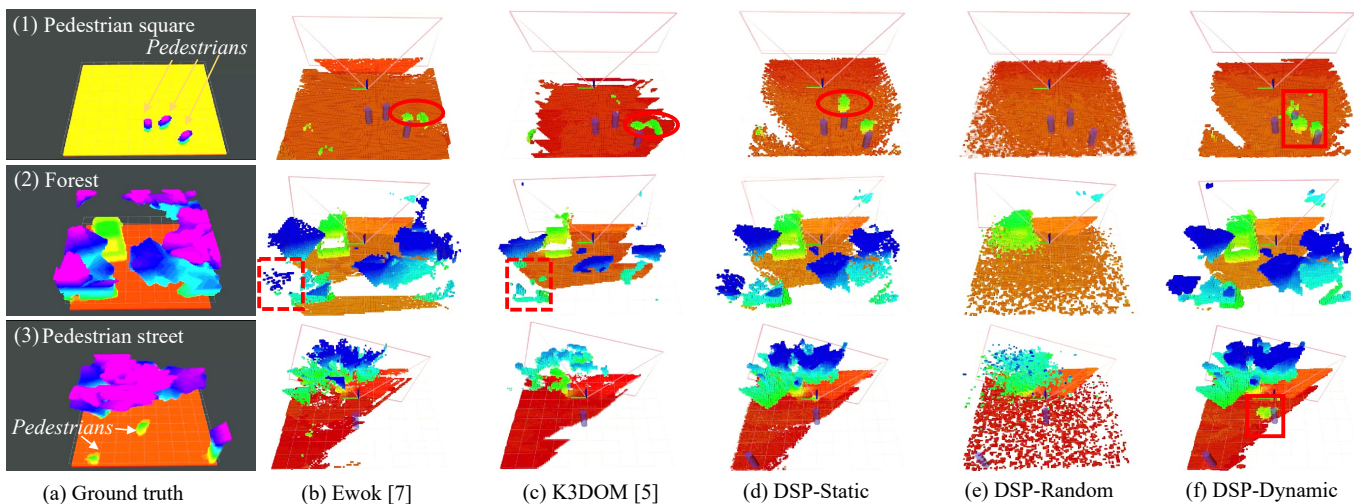 (1) Pedestrian square
Pedestrians
(2) Forest
(3) Pedestrian street
Pedestrians
(a) Ground truth
(b) Ewok [7]
(c) K3DOM [5]
(d) DSP-Static
(e) DSP-Random
(f) DSP-Dynamic